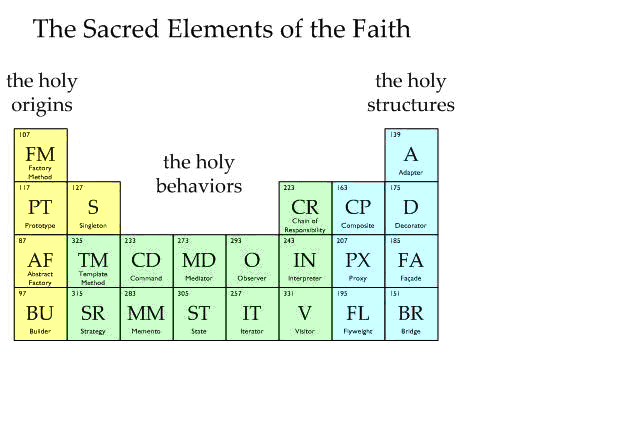 The Sacred Elements of the Faith
the holy
origins
the holy
structures
the holy
behaviors
107
FM
Factory
Method
139
A
Adapter
117
PT
Prototype
127
S
Singleton
223
CR
Chain of
Responsibility
163
CP
Composite
175
D
Decorator
87
AF
Abstract
Factory
325
TM
Template
Method
233
CD
Command
273
MD
Mediator
293
O
Observer
243
IN
Interpreter
207
PX
Proxy
185
FA
Façade
97
BU
Builder
315
SR
Strategy
283
MM
Memento
305
ST
State
257
IT
Iterator
331
V
Visitor
195
FL
Flyweight
151
BR
Bridge